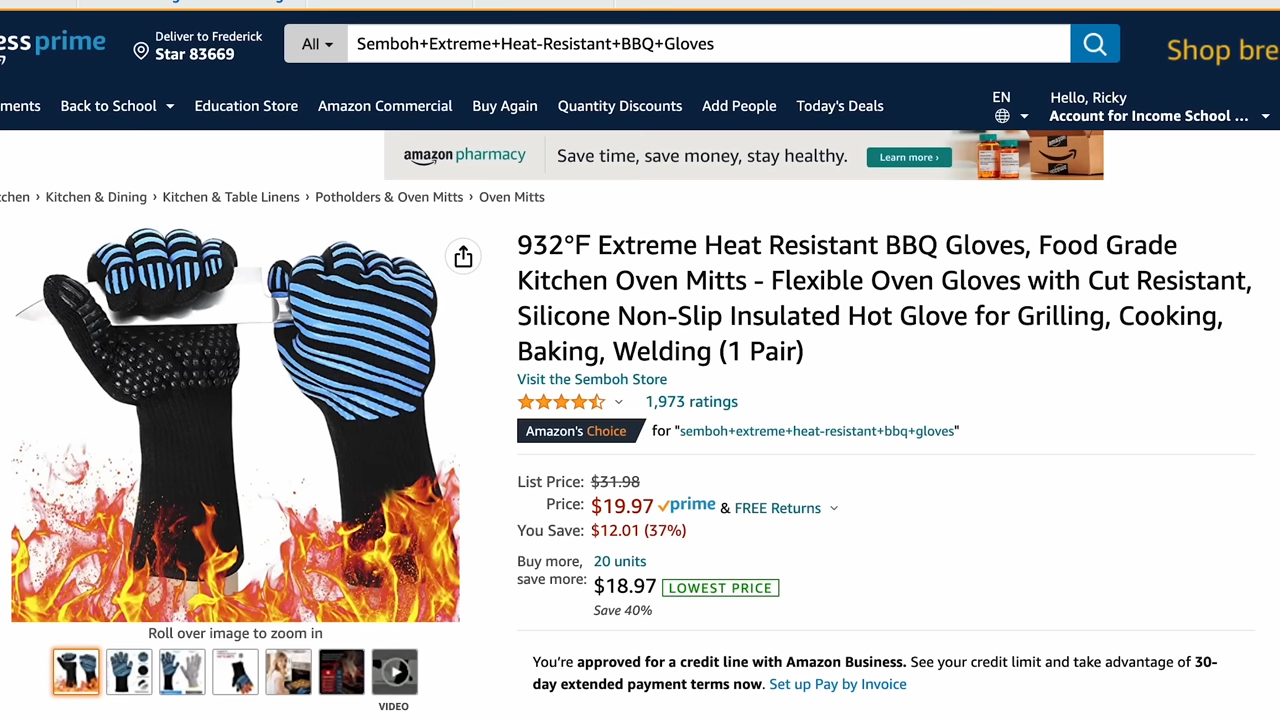 ess prime
Deliver to Frederick
Star 83669
All
Semboh+Extreme+Heat-Resistant+BBQ+Gloves
Shop bre
ments Back to School Education Store Amazon Commercial Buy Again Quantity Discounts Add People Today's Deals
EN
Hello, Ricky
Account for Income School ...
amazon pharmacy
Save time, save money, stay healthy.
Learn more ›
chen › Kitchen & Dining › Kitchen & Table Linens › Potholders & Oven Mitts › Oven Mitts
932°F Extreme Heat Resistant BBQ Gloves, Food Grade
Kitchen Oven Mitts - Flexible Oven Gloves with Cut Resistant,
Silicone Non-Slip Insulated Hot Glove for Grilling, Cooking,
Baking, Welding (1 Pair)
Visit the Semboh Store
1,973 ratings
Amazon's Choice for "semboh+extreme+heat-resistant+bbq+gloves"
List Price: $31.98
Price: $19.97 prime & FREE Returns
You Save: $12.01 (37%)
Buy more, save more: 20 units
$18.97 LOWEST PRICE
Save 40%
Roll over image to zoom in
VIDEO
You're approved for a credit line with Amazon Business. See your credit limit and take advantage of 30-
day extended payment terms now. Set up Pay by Invoice